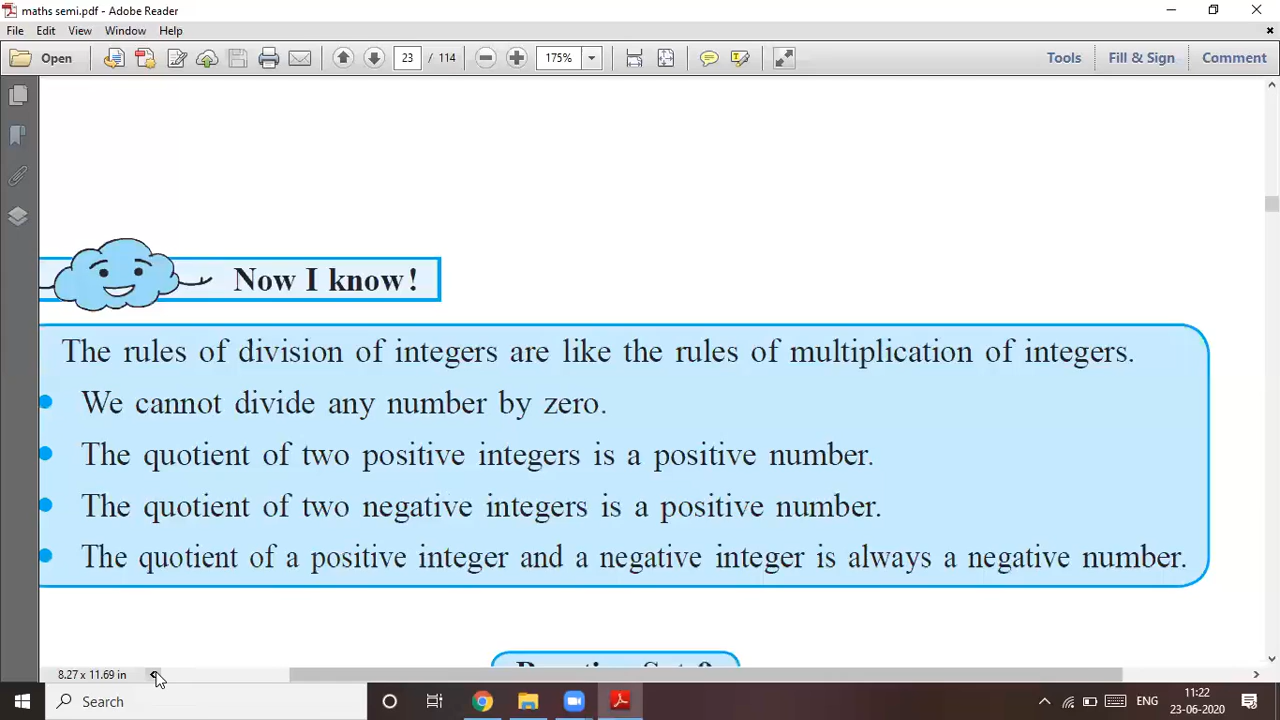 maths semi.pdf - Adobe Reader
File Edit View Window Help
Open 23 / 114 175% Tools Fill & Sign Comment
Now I know!
The rules of division of integers are like the rules of multiplication of integers.
• We cannot divide any number by zero.
• The quotient of two positive integers is a positive number.
• The quotient of two negative integers is a positive number.
• The quotient of a positive integer and a negative integer is always a negative number.
8.27 x 11.69 in
Search
ENG
11:22
23-06-2020